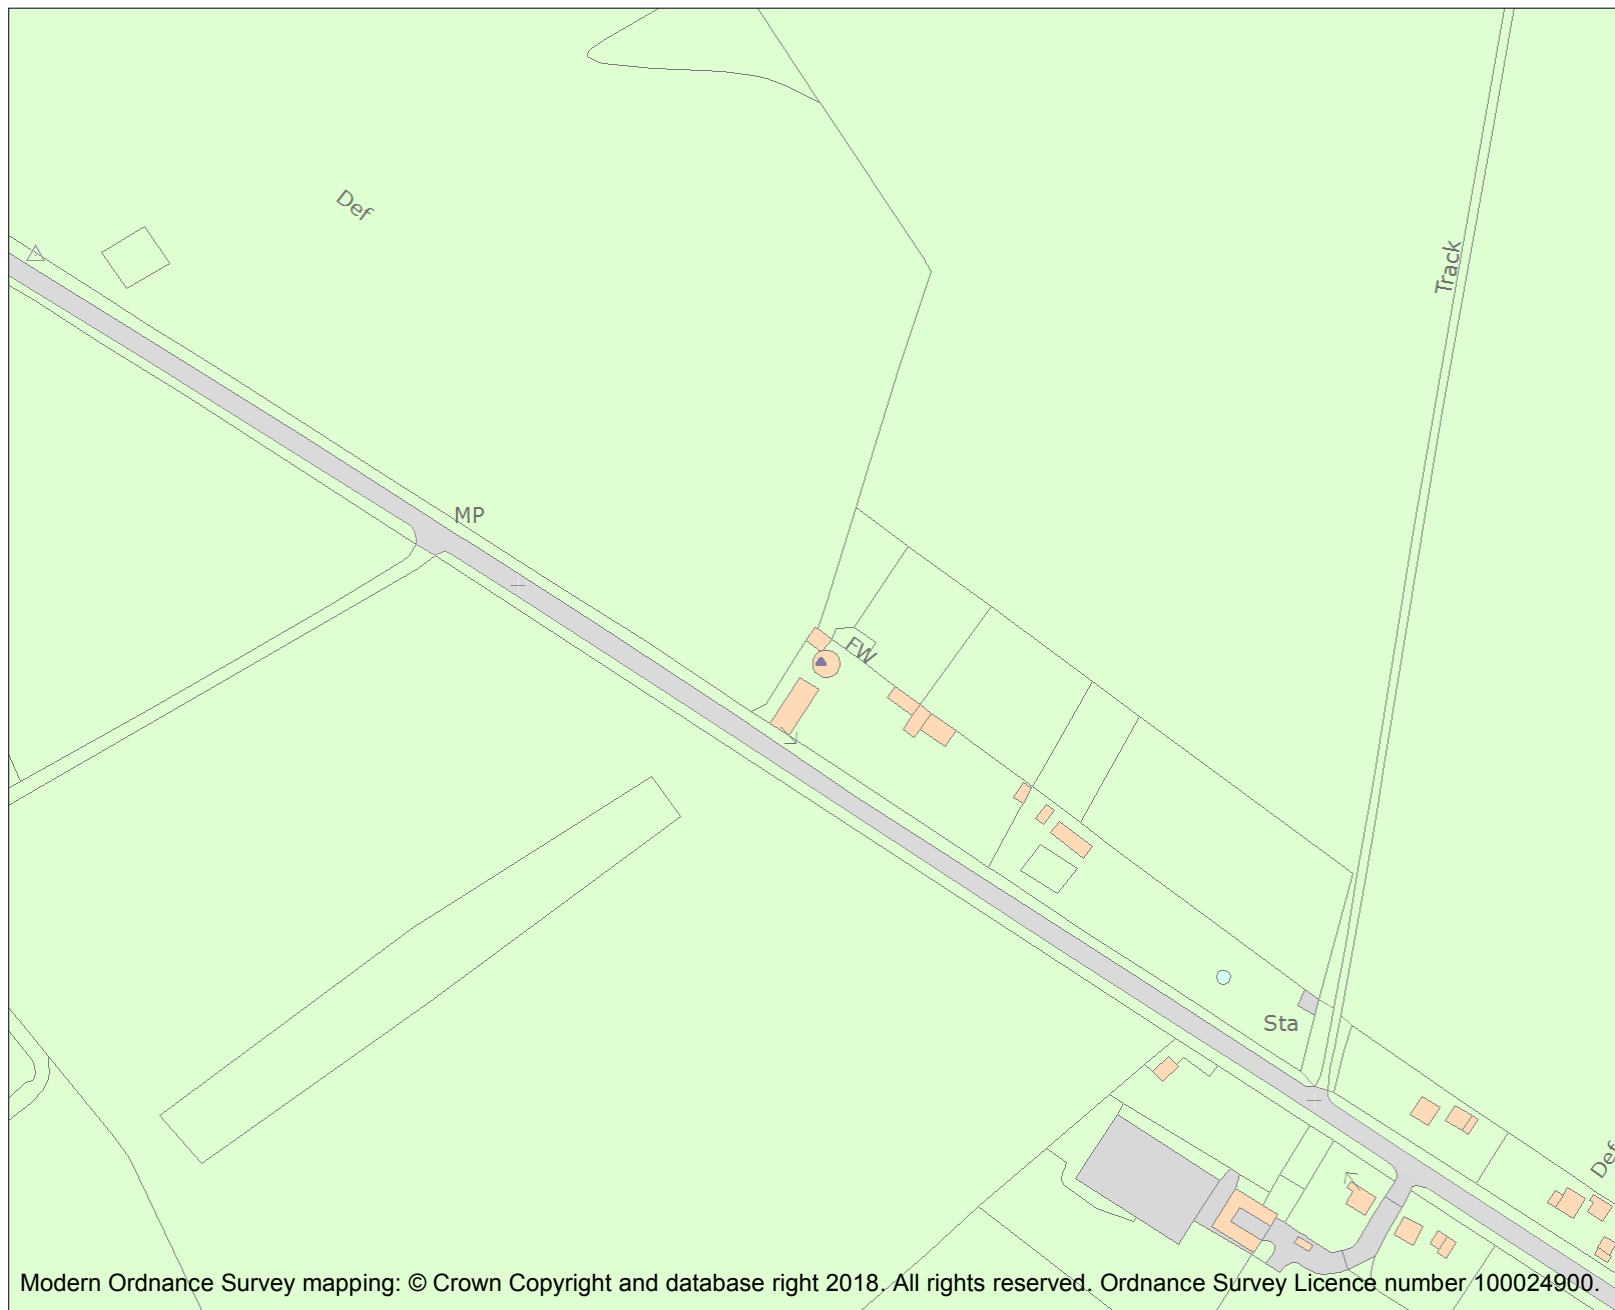 Def
Track
MP
FW
Sta
Def
Modern Ordnance Survey mapping: © Crown Copyright and database right 2018. All rights reserved. Ordnance Survey Licence number 100024900.